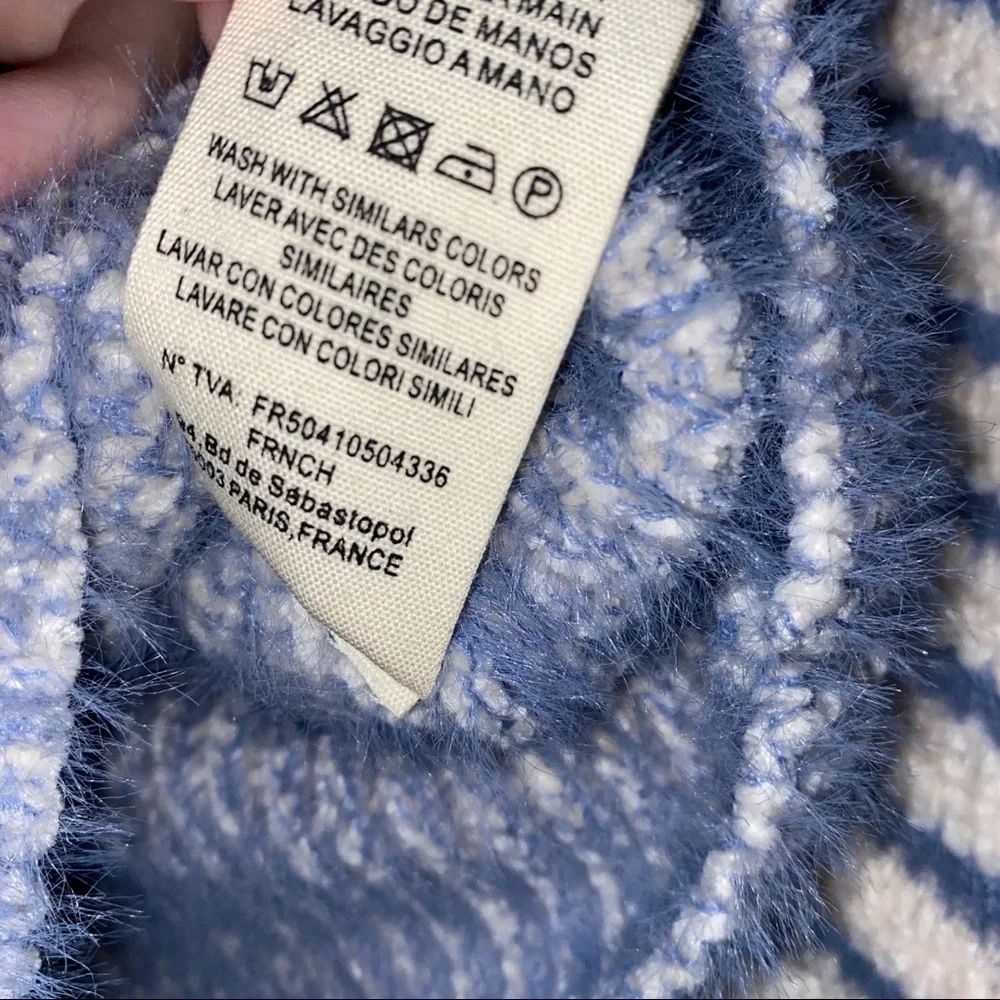 MAIN
DE MANOS
LAVAGGIO A MANO
P
WASH WITH SIMILARS COLORS
LAVER AVEC DES COLORIS
SIMILAIRES
LAVAR CON COLORES SIMILARES
LAVARE CON COLORI SIMILI
N° TVA: FR50410504336
FRNCH
Bd de Sébastopol
PARIS, FRANCE